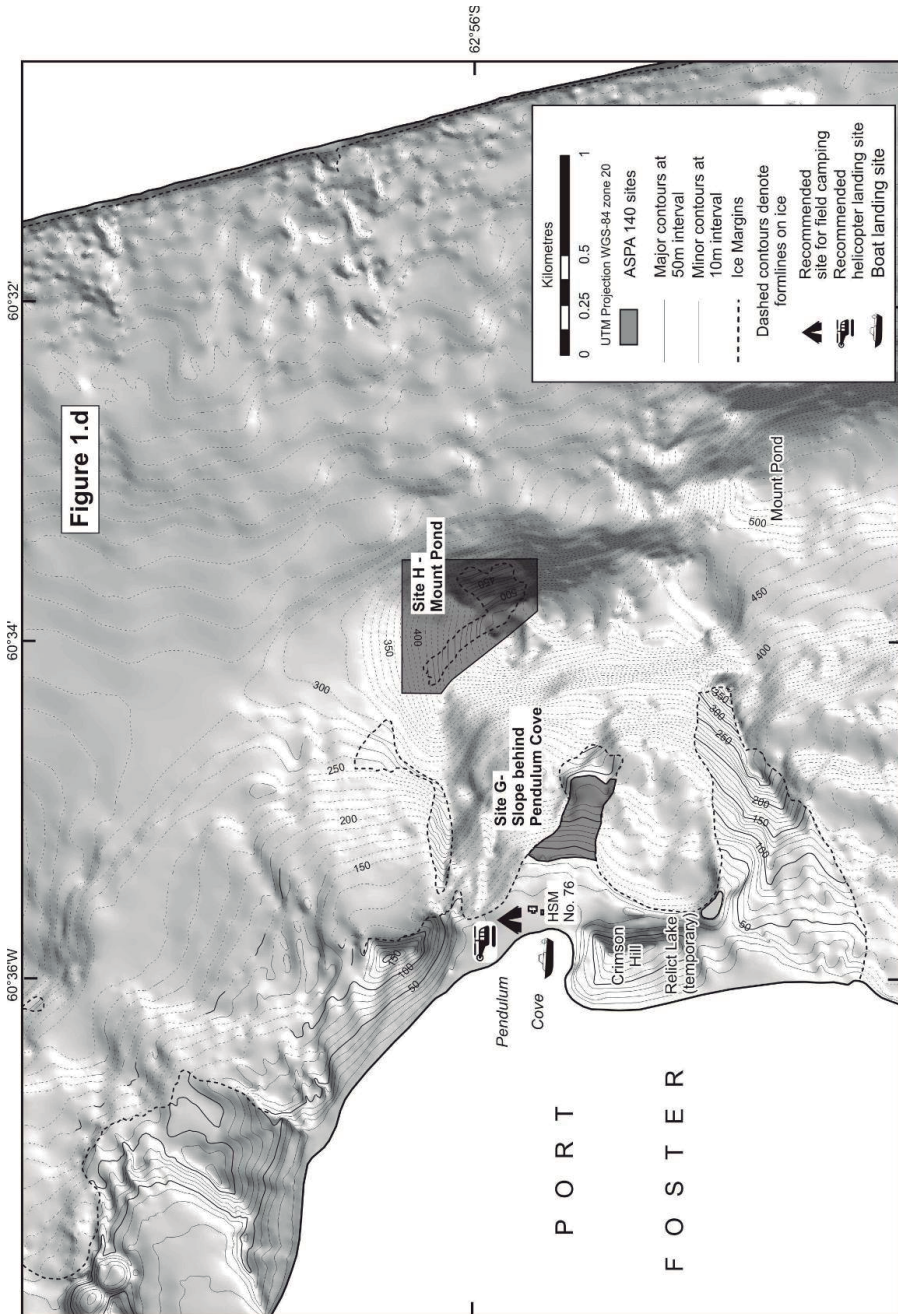 Figure 1.d
60°36'W
60°34'
60°32'
62°56'S
Site H -
Mount Pond
Site G-
Slope behind
Pendulum Cove
HSM
No. 76
Pendulum
Cove
Crimson
Hill
Relict Lake
(temporary)
Mount Pond
PORT
FOSTER
50
100
150
150
200
250
300
350
400
450
500
500
450
400
350
300
250
200
150
100
50
Kilometres
0
0.25
0.5
1
UTM Projection WGS-84 zone 20
ASPA 140 sites
Major contours at
50m interval
Minor contours at
10m interval
Ice Margins
Dashed contours denote
formlines on ice
Recommended
site for field camping
Recommended
helicopter landing site
Boat landing site